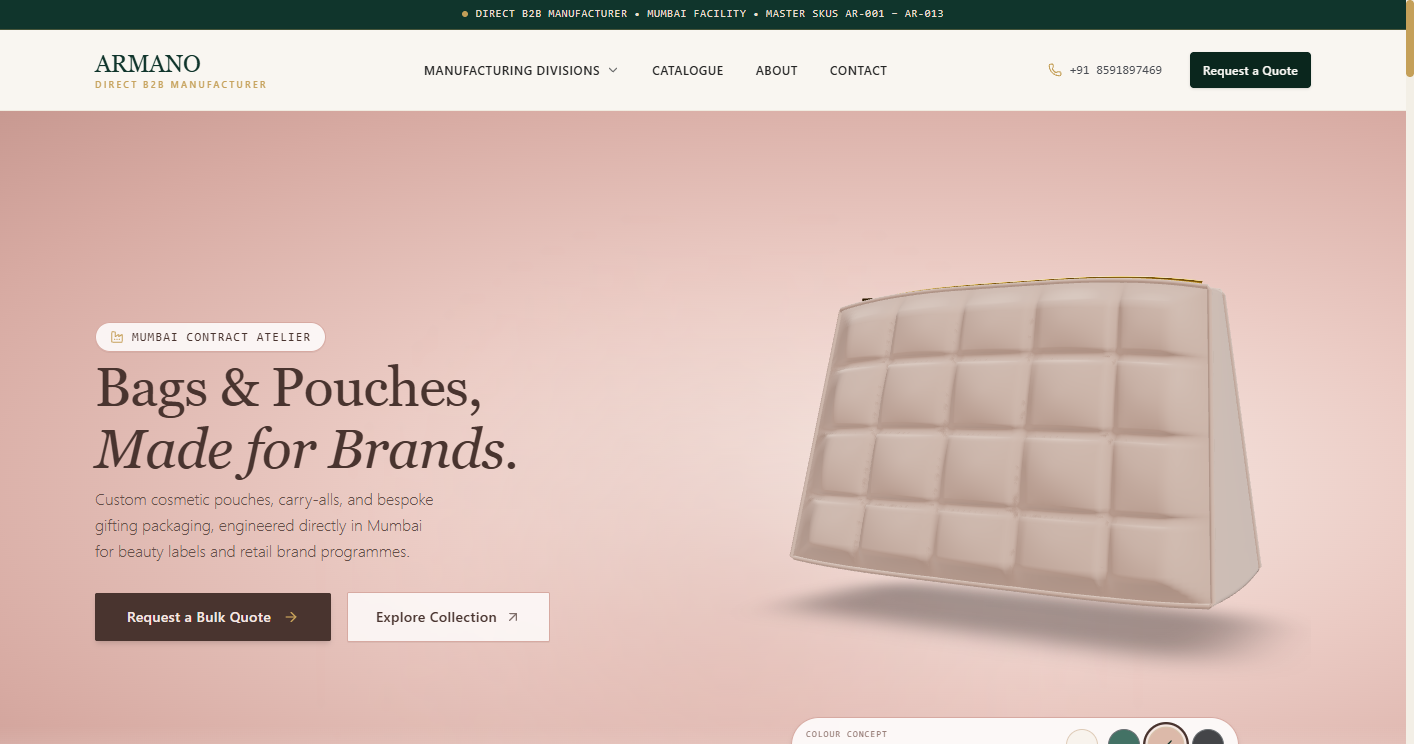 DIRECT B2B MANUFACTURER • MUMBAI FACILITY • MASTER SKUS AR-001 – AR-013
ARMANO
DIRECT B2B MANUFACTURER
MANUFACTURING DIVISIONS
CATALOGUE
ABOUT
CONTACT
+91 8591897469
Request a Quote
MUMBAI CONTRACT ATELIER
Bags & Pouches,
Made for Brands.
Custom cosmetic pouches, carry-alls, and bespoke
gifting packaging, engineered directly in Mumbai
for beauty labels and retail brand programmes.
Request a Bulk Quote
Explore Collection
COLOUR CONCEPT